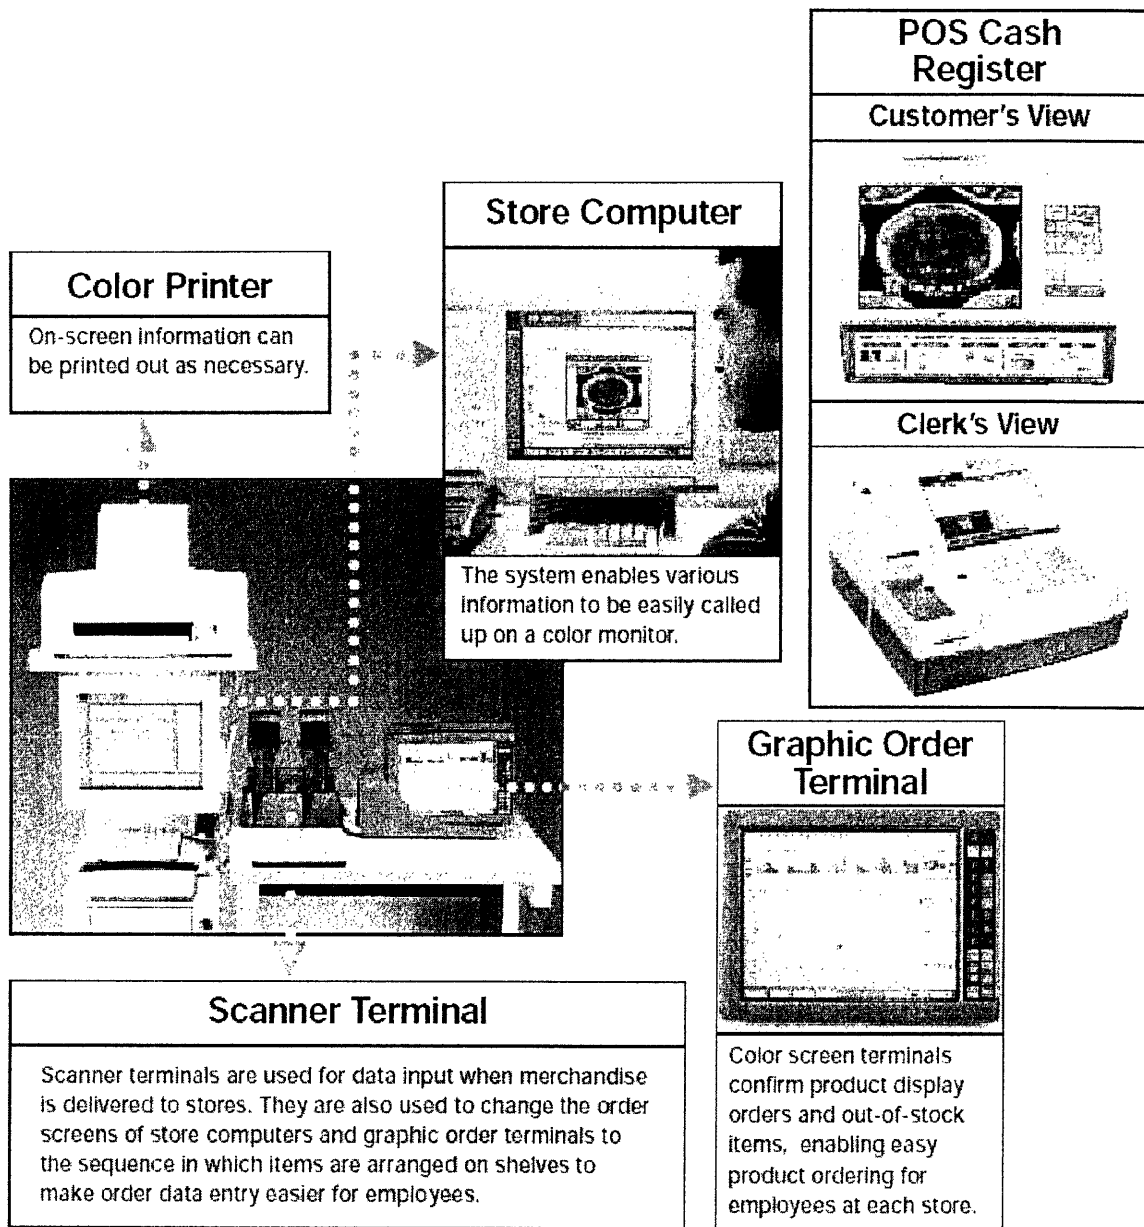 POS Cash
Register
Customer's View
Clerk's View
Store Computer
The system enables various
information to be easily called
up on a color monitor.
Color Printer
On-screen information can
be printed out as necessary.
Graphic Order
Terminal
Color screen terminals
confirm product display
orders and out-of-stock
items, enabling easy
product ordering for
employees at each store.
Scanner Terminal
Scanner terminals are used for data input when merchandise
is delivered to stores. They are also used to change the order
screens of store computers and graphic order terminals to
the sequence in which items are arranged on shelves to
make order data entry easier for employees.